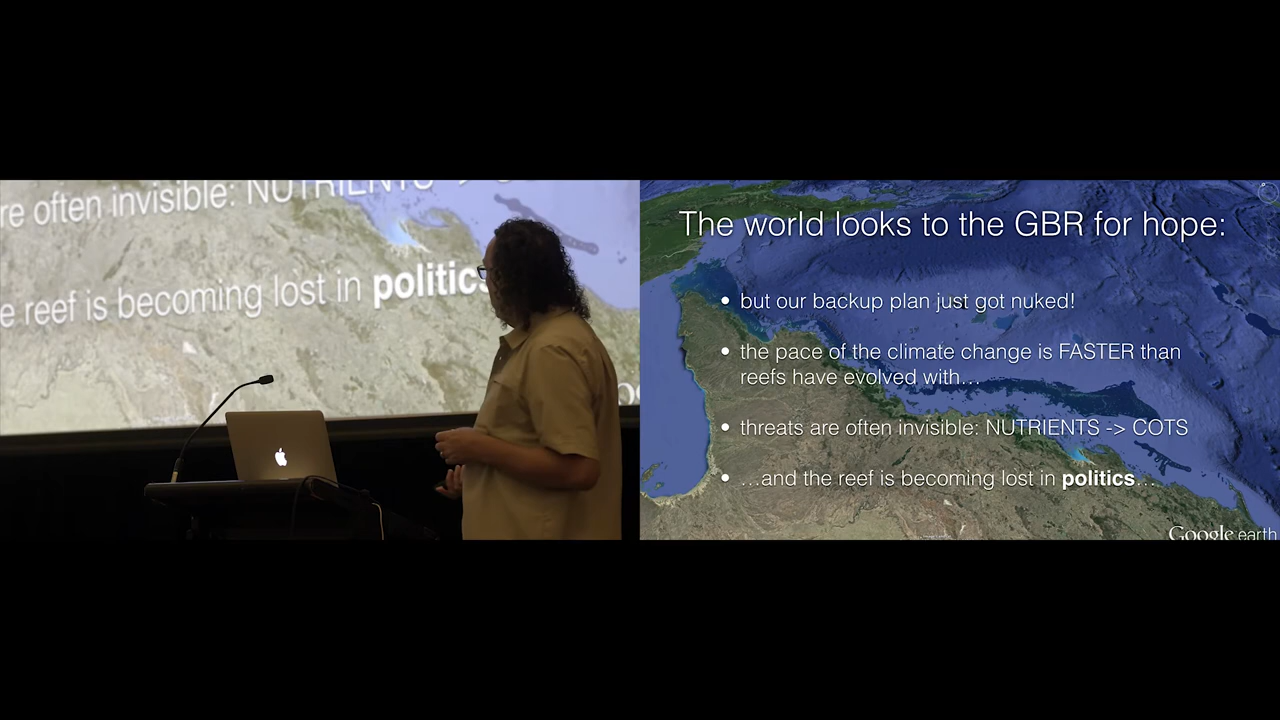 re often invisible: NUTRIENTS ->
e reef is becoming lost in politics
The world looks to the GBR for hope:
• but our backup plan just got nuked!
• the pace of the climate change is FASTER than
reefs have evolved with…
• threats are often invisible: NUTRIENTS -> COTS
• …and the reef is becoming lost in politics…
Google earth